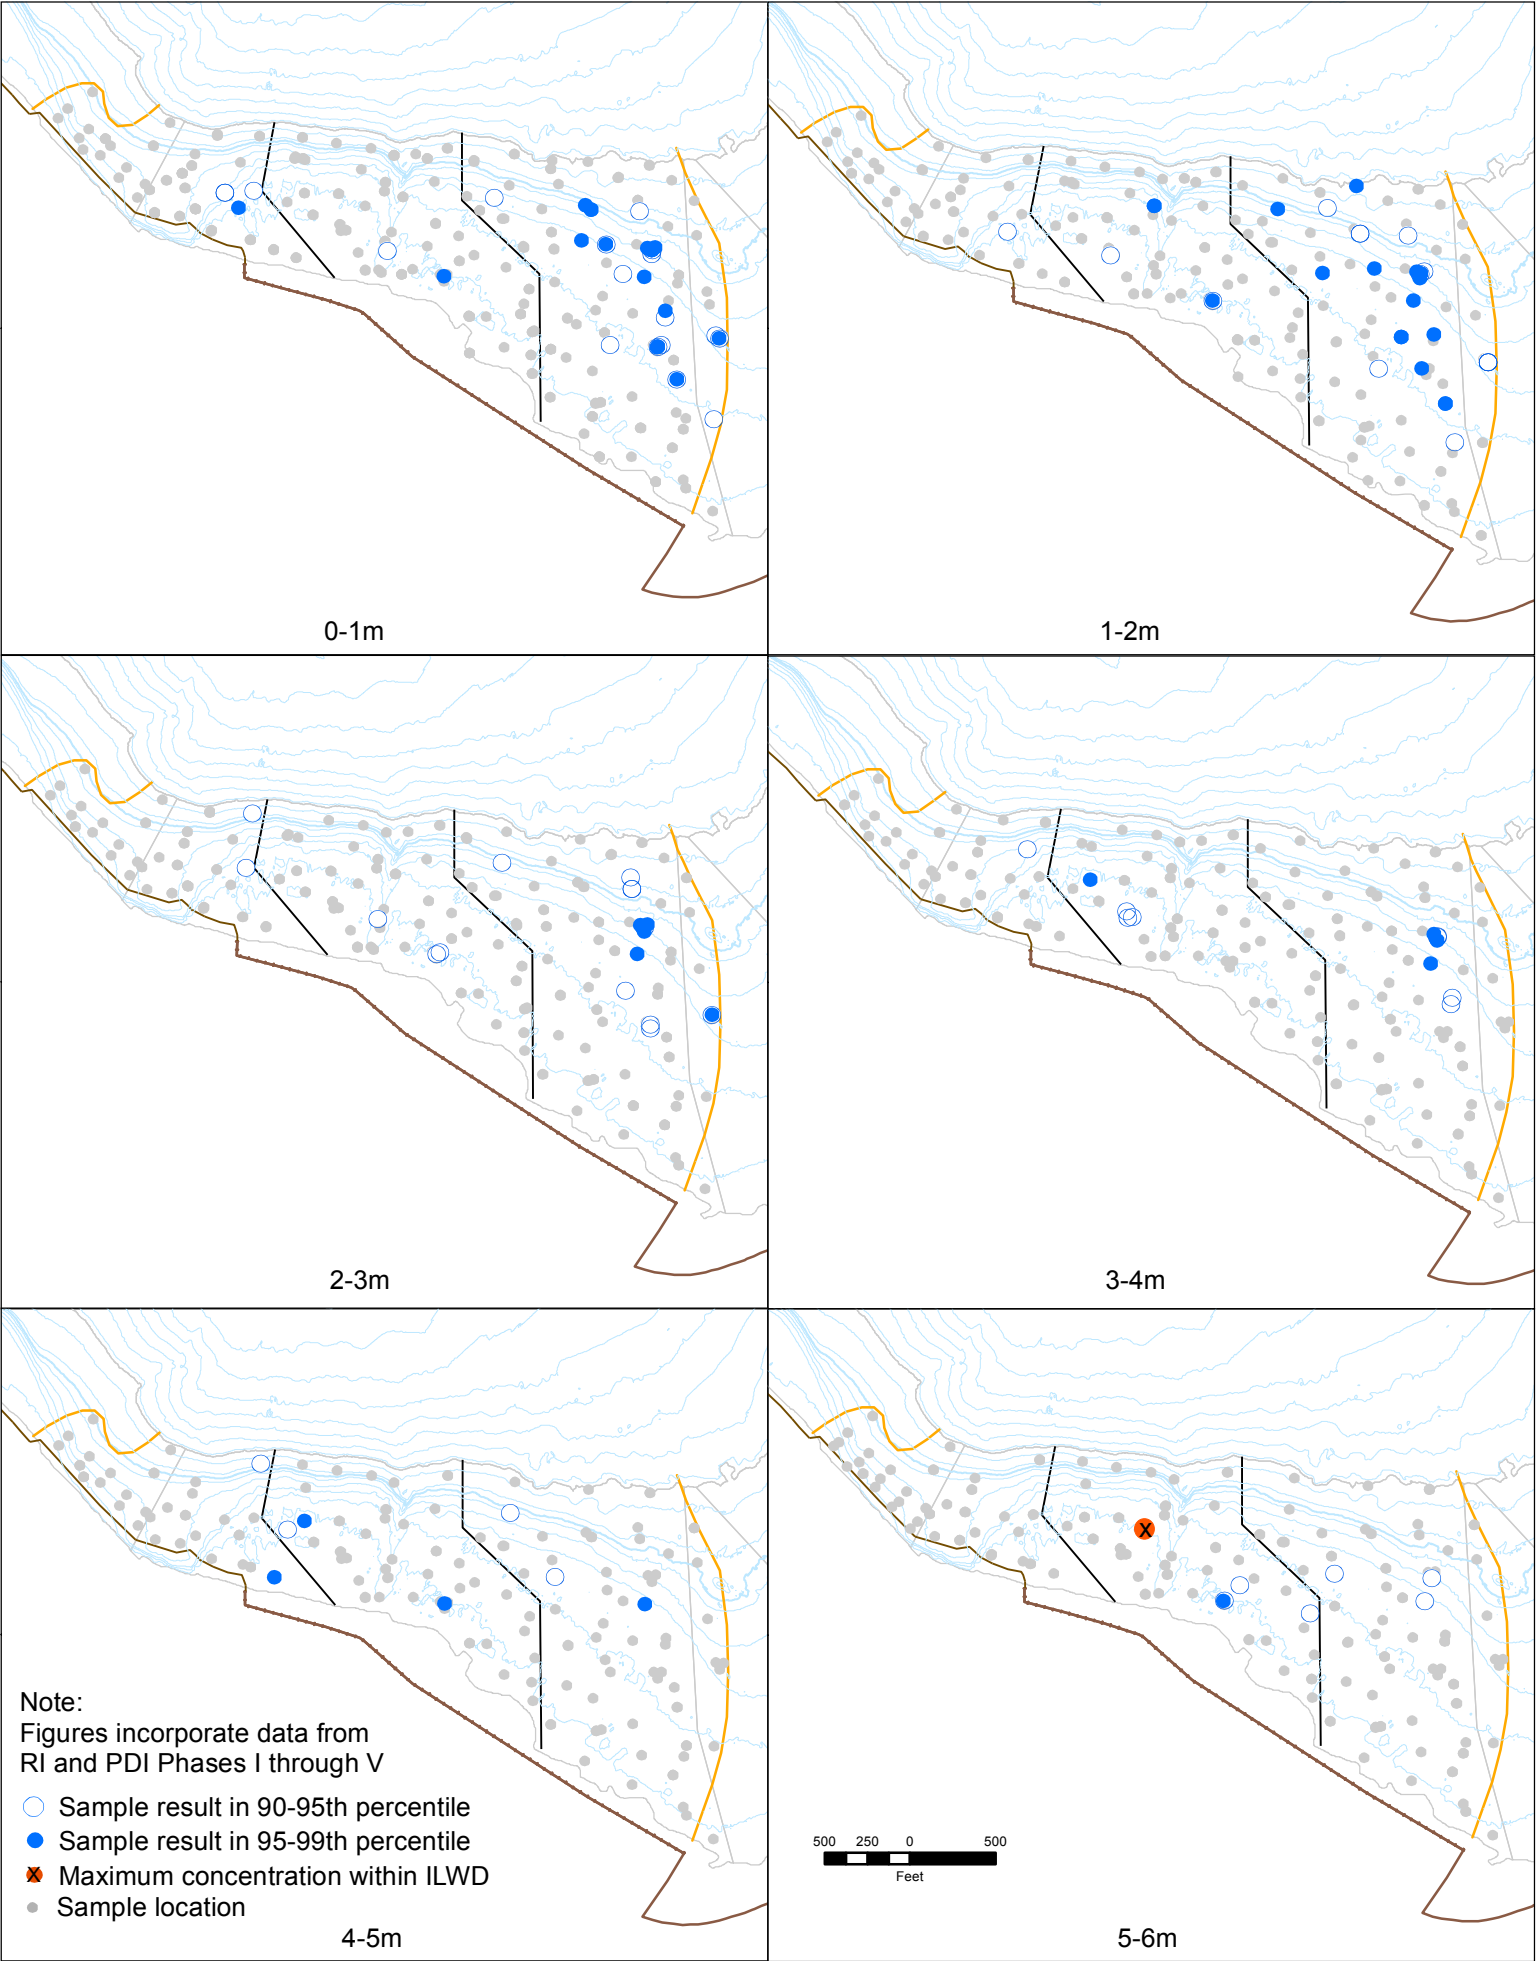 0-1m
1-2m
2-3m
3-4m
Note:
Figures incorporate data from
RI and PDI Phases I through V
Sample result in 90-95th percentile
Sample result in 95-99th percentile
X Maximum concentration within ILWD
Sample location
4-5m
X
500 250 0 500
Feet
5-6m